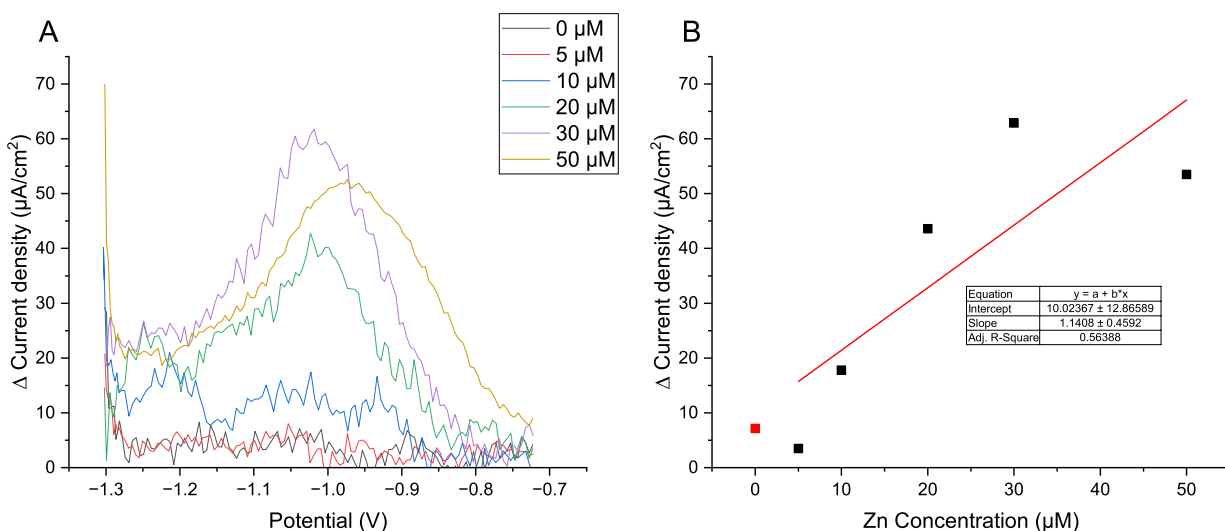 A
0 µM
5 µM
10 µM
20 µM
30 µM
50 µM
Δ Current density (µA/cm²)
70
60
50
40
30
20
10
0
−1.3 −1.2 −1.1 −1.0 −0.9 −0.8 −0.7
Potential (V)
B
Δ Current density (µA/cm²)
70
60
50
40
30
20
10
0
Equation y = a + b*x
Intercept 10.02367 ± 12.86589
Slope 1.1408 ± 0.4592
Adj. R-Square 0.56388
0 10 20 30 40 50
Zn Concentration (µM)